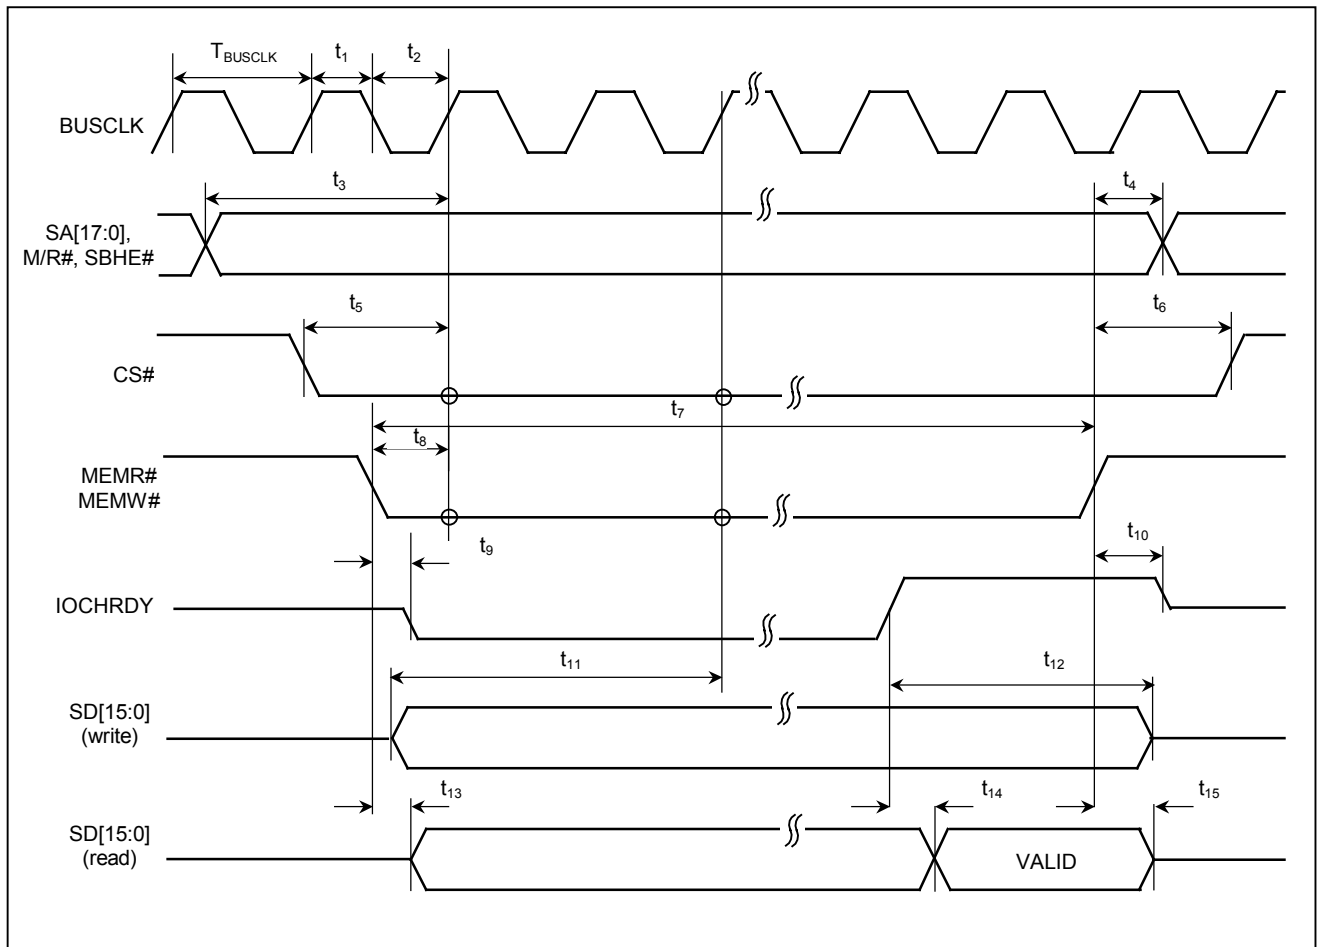 T_BUSCLK t₁ t₂
BUSCLK
t₃ t₄
SA[17:0],
M/R#, SBHE#
t₅ t₆
CS#
t₇
t₈
MEMR#
MEMW#
t₉ t₁₀
IOCHRDY
t₁₁ t₁₂
SD[15:0]
(write)
t₁₃ t₁₄ t₁₅
SD[15:0]
(read)
VALID